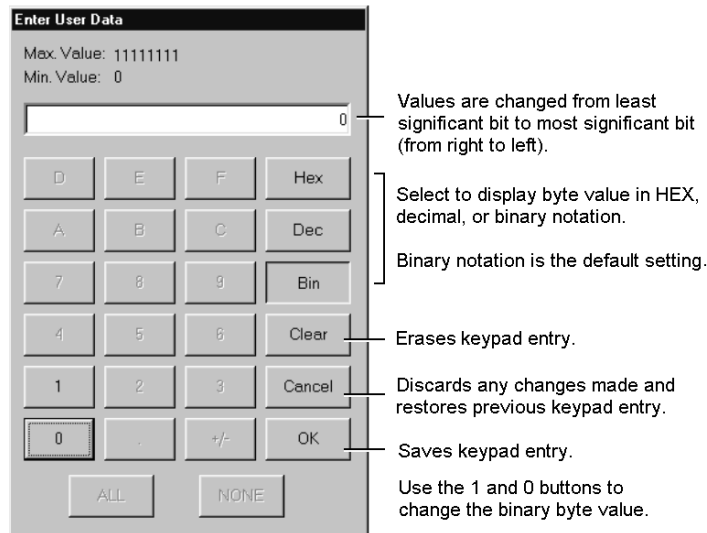 Enter User Data
Max. Value: 11111111
Min. Value: 0
0
Values are changed from least
significant bit to most significant bit
(from right to left).
D E F Hex
Select to display byte value in HEX,
decimal, or binary notation.
A B C Dec
Binary notation is the default setting.
7 8 9 Bin
4 5 6 Clear
Erases keypad entry.
1 2 3 Cancel
Discards any changes made and
restores previous keypad entry.
0 . +/- OK
Saves keypad entry.
ALL NONE
Use the 1 and 0 buttons to
change the binary byte value.